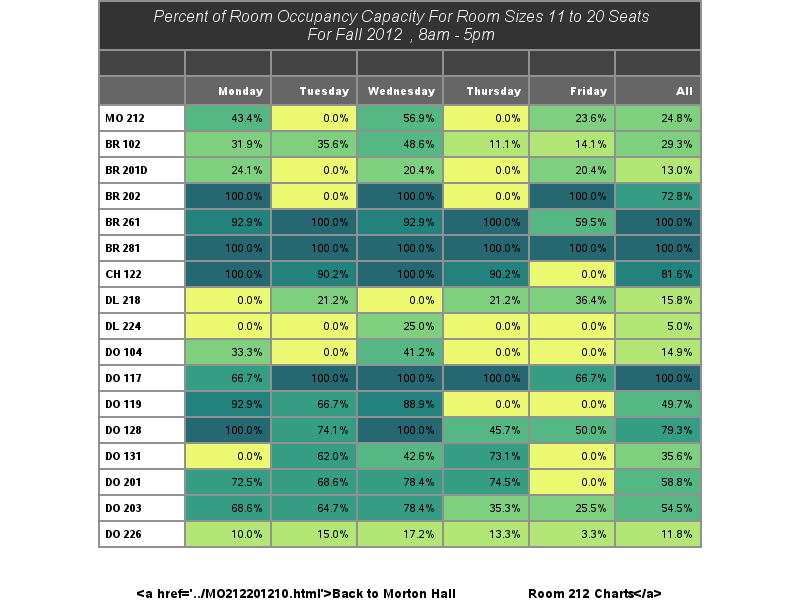 Percent of Room Occupancy Capacity For Room Sizes 11 to 20 Seats
For Fall 2012 , 8am - 5pm
Monday Tuesday Wednesday Thursday Friday All
MO 212 43.4% 0.0% 56.9% 0.0% 23.6% 24.8%
BR 102 31.9% 35.6% 48.6% 11.1% 14.1% 29.3%
BR 201D 24.1% 0.0% 20.4% 0.0% 20.4% 13.0%
BR 202 100.0% 0.0% 100.0% 0.0% 100.0% 72.8%
BR 261 92.9% 100.0% 92.9% 100.0% 59.5% 100.0%
BR 281 100.0% 100.0% 100.0% 100.0% 100.0% 100.0%
CH 122 100.0% 90.2% 100.0% 90.2% 0.0% 81.6%
DL 218 0.0% 21.2% 0.0% 21.2% 36.4% 15.8%
DL 224 0.0% 0.0% 25.0% 0.0% 0.0% 5.0%
DO 104 33.3% 0.0% 41.2% 0.0% 0.0% 14.9%
DO 117 66.7% 100.0% 100.0% 100.0% 66.7% 100.0%
DO 119 92.9% 66.7% 88.9% 0.0% 0.0% 49.7%
DO 128 100.0% 74.1% 100.0% 45.7% 50.0% 79.3%
DO 131 0.0% 62.0% 42.6% 73.1% 0.0% 35.6%
DO 201 72.5% 68.6% 78.4% 74.5% 0.0% 58.8%
DO 203 68.6% 64.7% 78.4% 35.3% 25.5% 54.5%
DO 226 10.0% 15.0% 17.2% 13.3% 3.3% 11.8%
<a href='../MO212201210.html'>Back to Morton Hall Room 212 Charts</a>